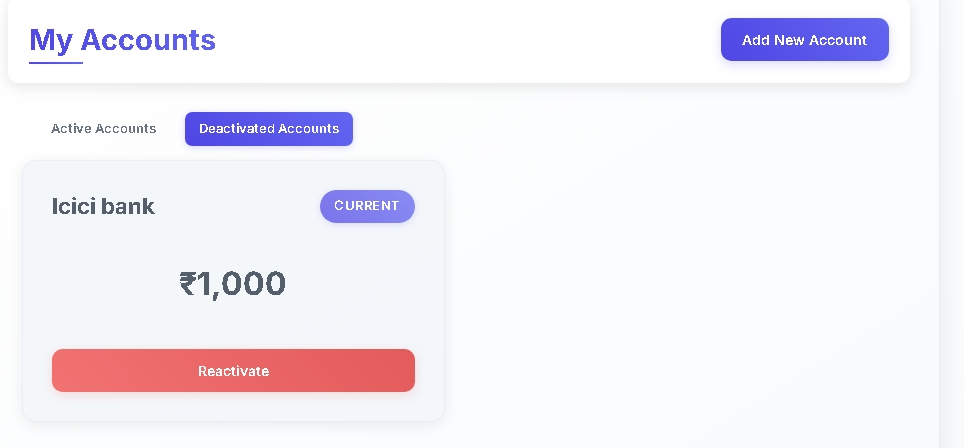 My Accounts
Add New Account
Active Accounts
Deactivated Accounts
Icici bank
CURRENT
₹1,000
Reactivate